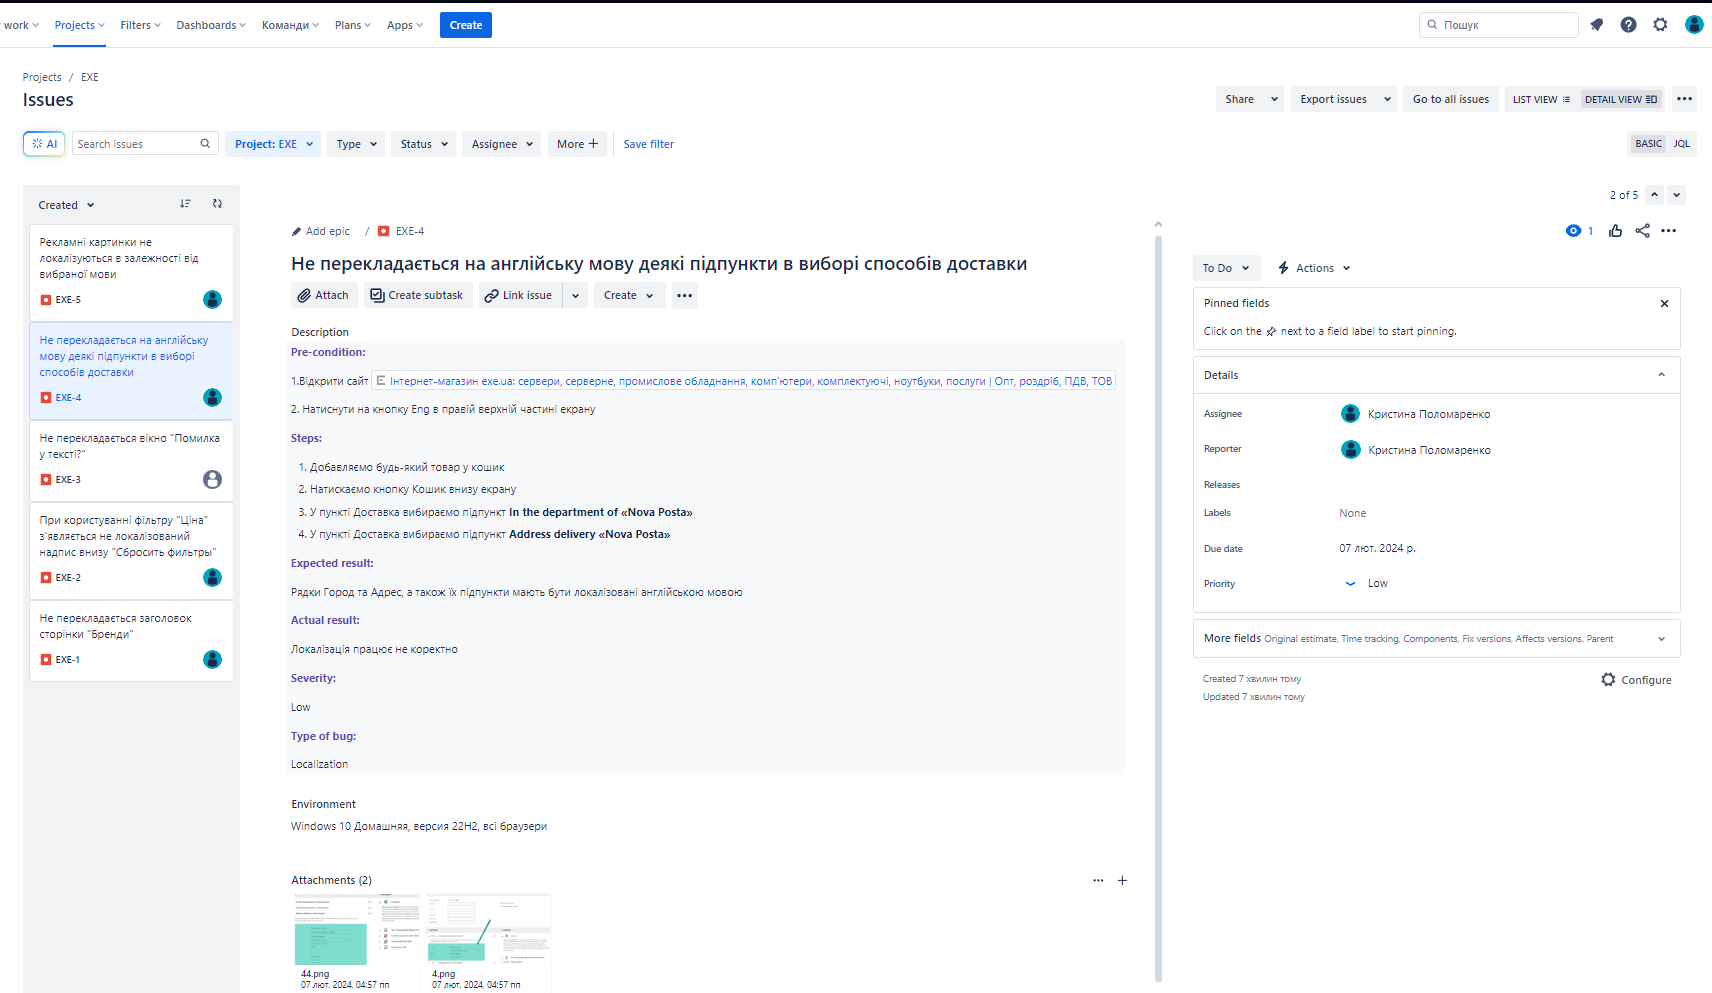 work
Projects
Filters
Dashboards
Команди
Plans
Apps
Create
Пошук
Projects / EXE
Issues
Share
Export issues
Go to all issues
LIST VIEW
DETAIL VIEW
AI
Search issues
Project: EXE
Type
Status
Assignee
More
Save filter
BASIC
JQL
Created
Рекламні картинки не
локалізуються в залежності від
вибраної мови
EXE-5
Не перекладається на англійську
мову деякі підпункти в виборі
способів доставки
EXE-4
Не перекладається вікно "Помилка
у тексті?"
EXE-3
При користуванні фільтру "Ціна"
з'являється не локалізований
надпис внизу "Сбросить фильтры"
EXE-2
Не перекладається заголовок
сторінки "Бренди"
EXE-1
2 of 5
Add epic / EXE-4
1
Не перекладається на англійську мову деякі підпункти в виборі способів доставки
Attach
Create subtask
Link issue
Create
Description
Pre-condition:
1.Відкрити сайт Інтернет-магазин exe.ua: сервери, серверне, промислове обладнання, комп'ютери, комплектуючі, ноутбуки, послуги | Опт, роздріб, ПДВ, ТОВ
2. Натиснути на кнопку Eng в правій верхній частині екрану
Steps:
1. Добавляємо будь-який товар у кошик
2. Натискаємо кнопку Кошик внизу екрану
3. У пункті Доставка вибираємо підпункт In the department of «Nova Posta»
4. У пункті Доставка вибираємо підпункт Address delivery «Nova Posta»
Expected result:
Рядки Город та Адрес, а також їх підпункти мають бути локалізовані англійською мовою
Actual result:
Локалізація працює не коректно
Severity:
Low
Type of bug:
Localization
Environment
Windows 10 Домашняя, версия 22H2, всі браузери
Attachments (2)
44.png
07 лют. 2024, 04:57 пп
4.png
07 лют. 2024, 04:57 пп
To Do
Actions
Pinned fields
Click on the next to a field label to start pinning.
Details
Assignee
Кристина Поломаренко
Reporter
Кристина Поломаренко
Releases
Labels
None
Due date
07 лют. 2024 р.
Priority
Low
More fields Original estimate, Time tracking, Components, Fix versions, Affects versions, Parent
Created 7 хвилин тому
Updated 7 хвилин тому
Configure